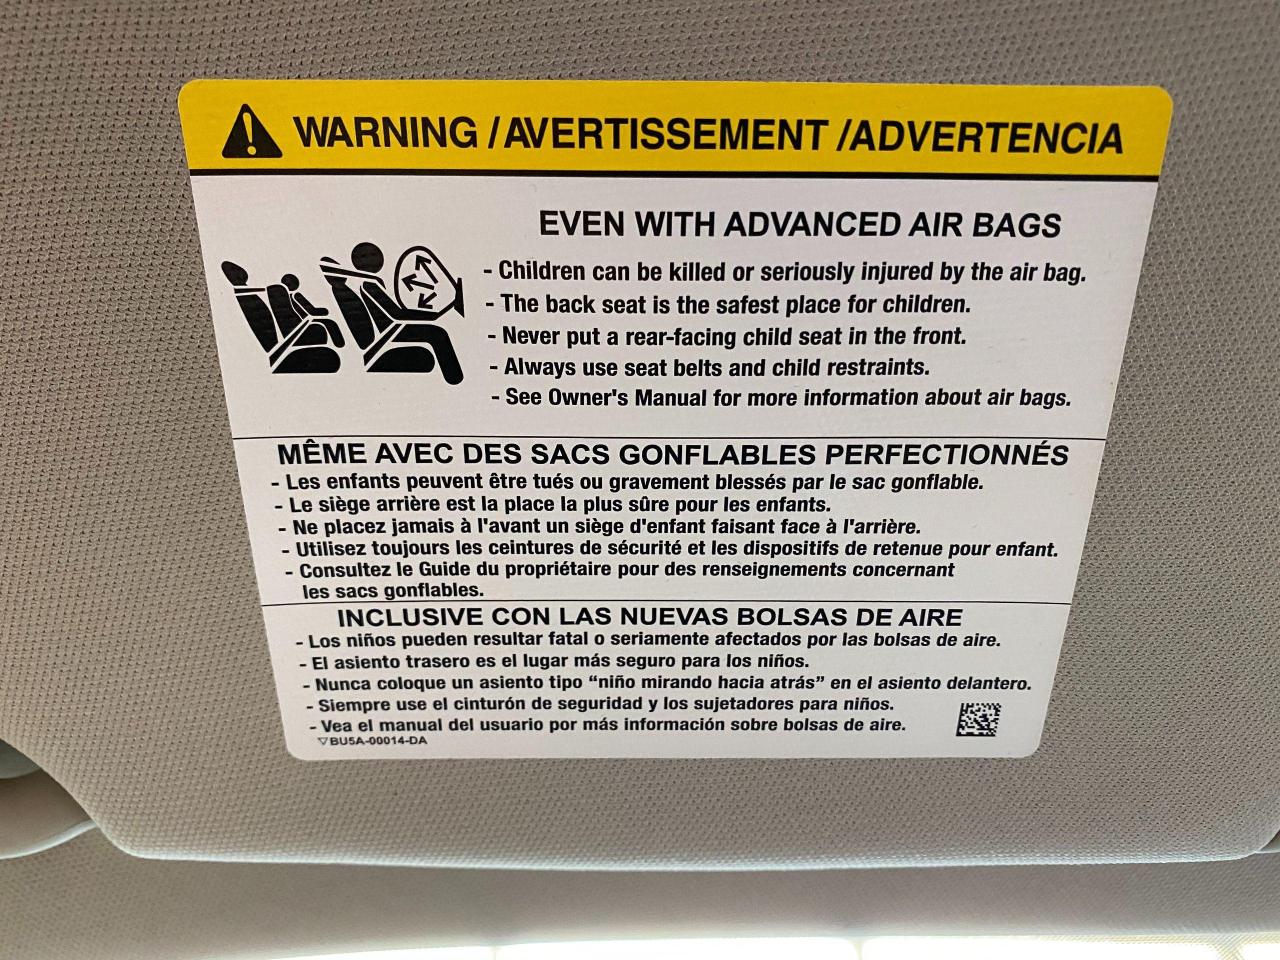 WARNING / AVERTISSEMENT / ADVERTENCIA
EVEN WITH ADVANCED AIR BAGS
- Children can be killed or seriously injured by the air bag.
- The back seat is the safest place for children.
- Never put a rear-facing child seat in the front.
- Always use seat belts and child restraints.
- See Owner's Manual for more information about air bags.
MÊME AVEC DES SACS GONFLABLES PERFECTIONNÉS
- Les enfants peuvent être tués ou gravement blessés par le sac gonflable.
- Le siège arrière est la place la plus sûre pour les enfants.
- Ne placez jamais à l'avant un siège d'enfant faisant face à l'arrière.
- Utilisez toujours les ceintures de sécurité et les dispositifs de retenue pour enfant.
- Consultez le Guide du propriétaire pour des renseignements concernant
les sacs gonflables.
INCLUSIVE CON LAS NUEVAS BOLSAS DE AIRE
- Los niños pueden resultar fatal o seriamente afectados por las bolsas de aire.
- El asiento trasero es el lugar más seguro para los niños.
- Nunca coloque un asiento tipo “niño mirando hacia atrás” en el asiento delantero.
- Siempre use el cinturón de seguridad y los sujetadores para niños.
- Vea el manual del usuario por más información sobre bolsas de aire.
▽BU5A-00014-DA